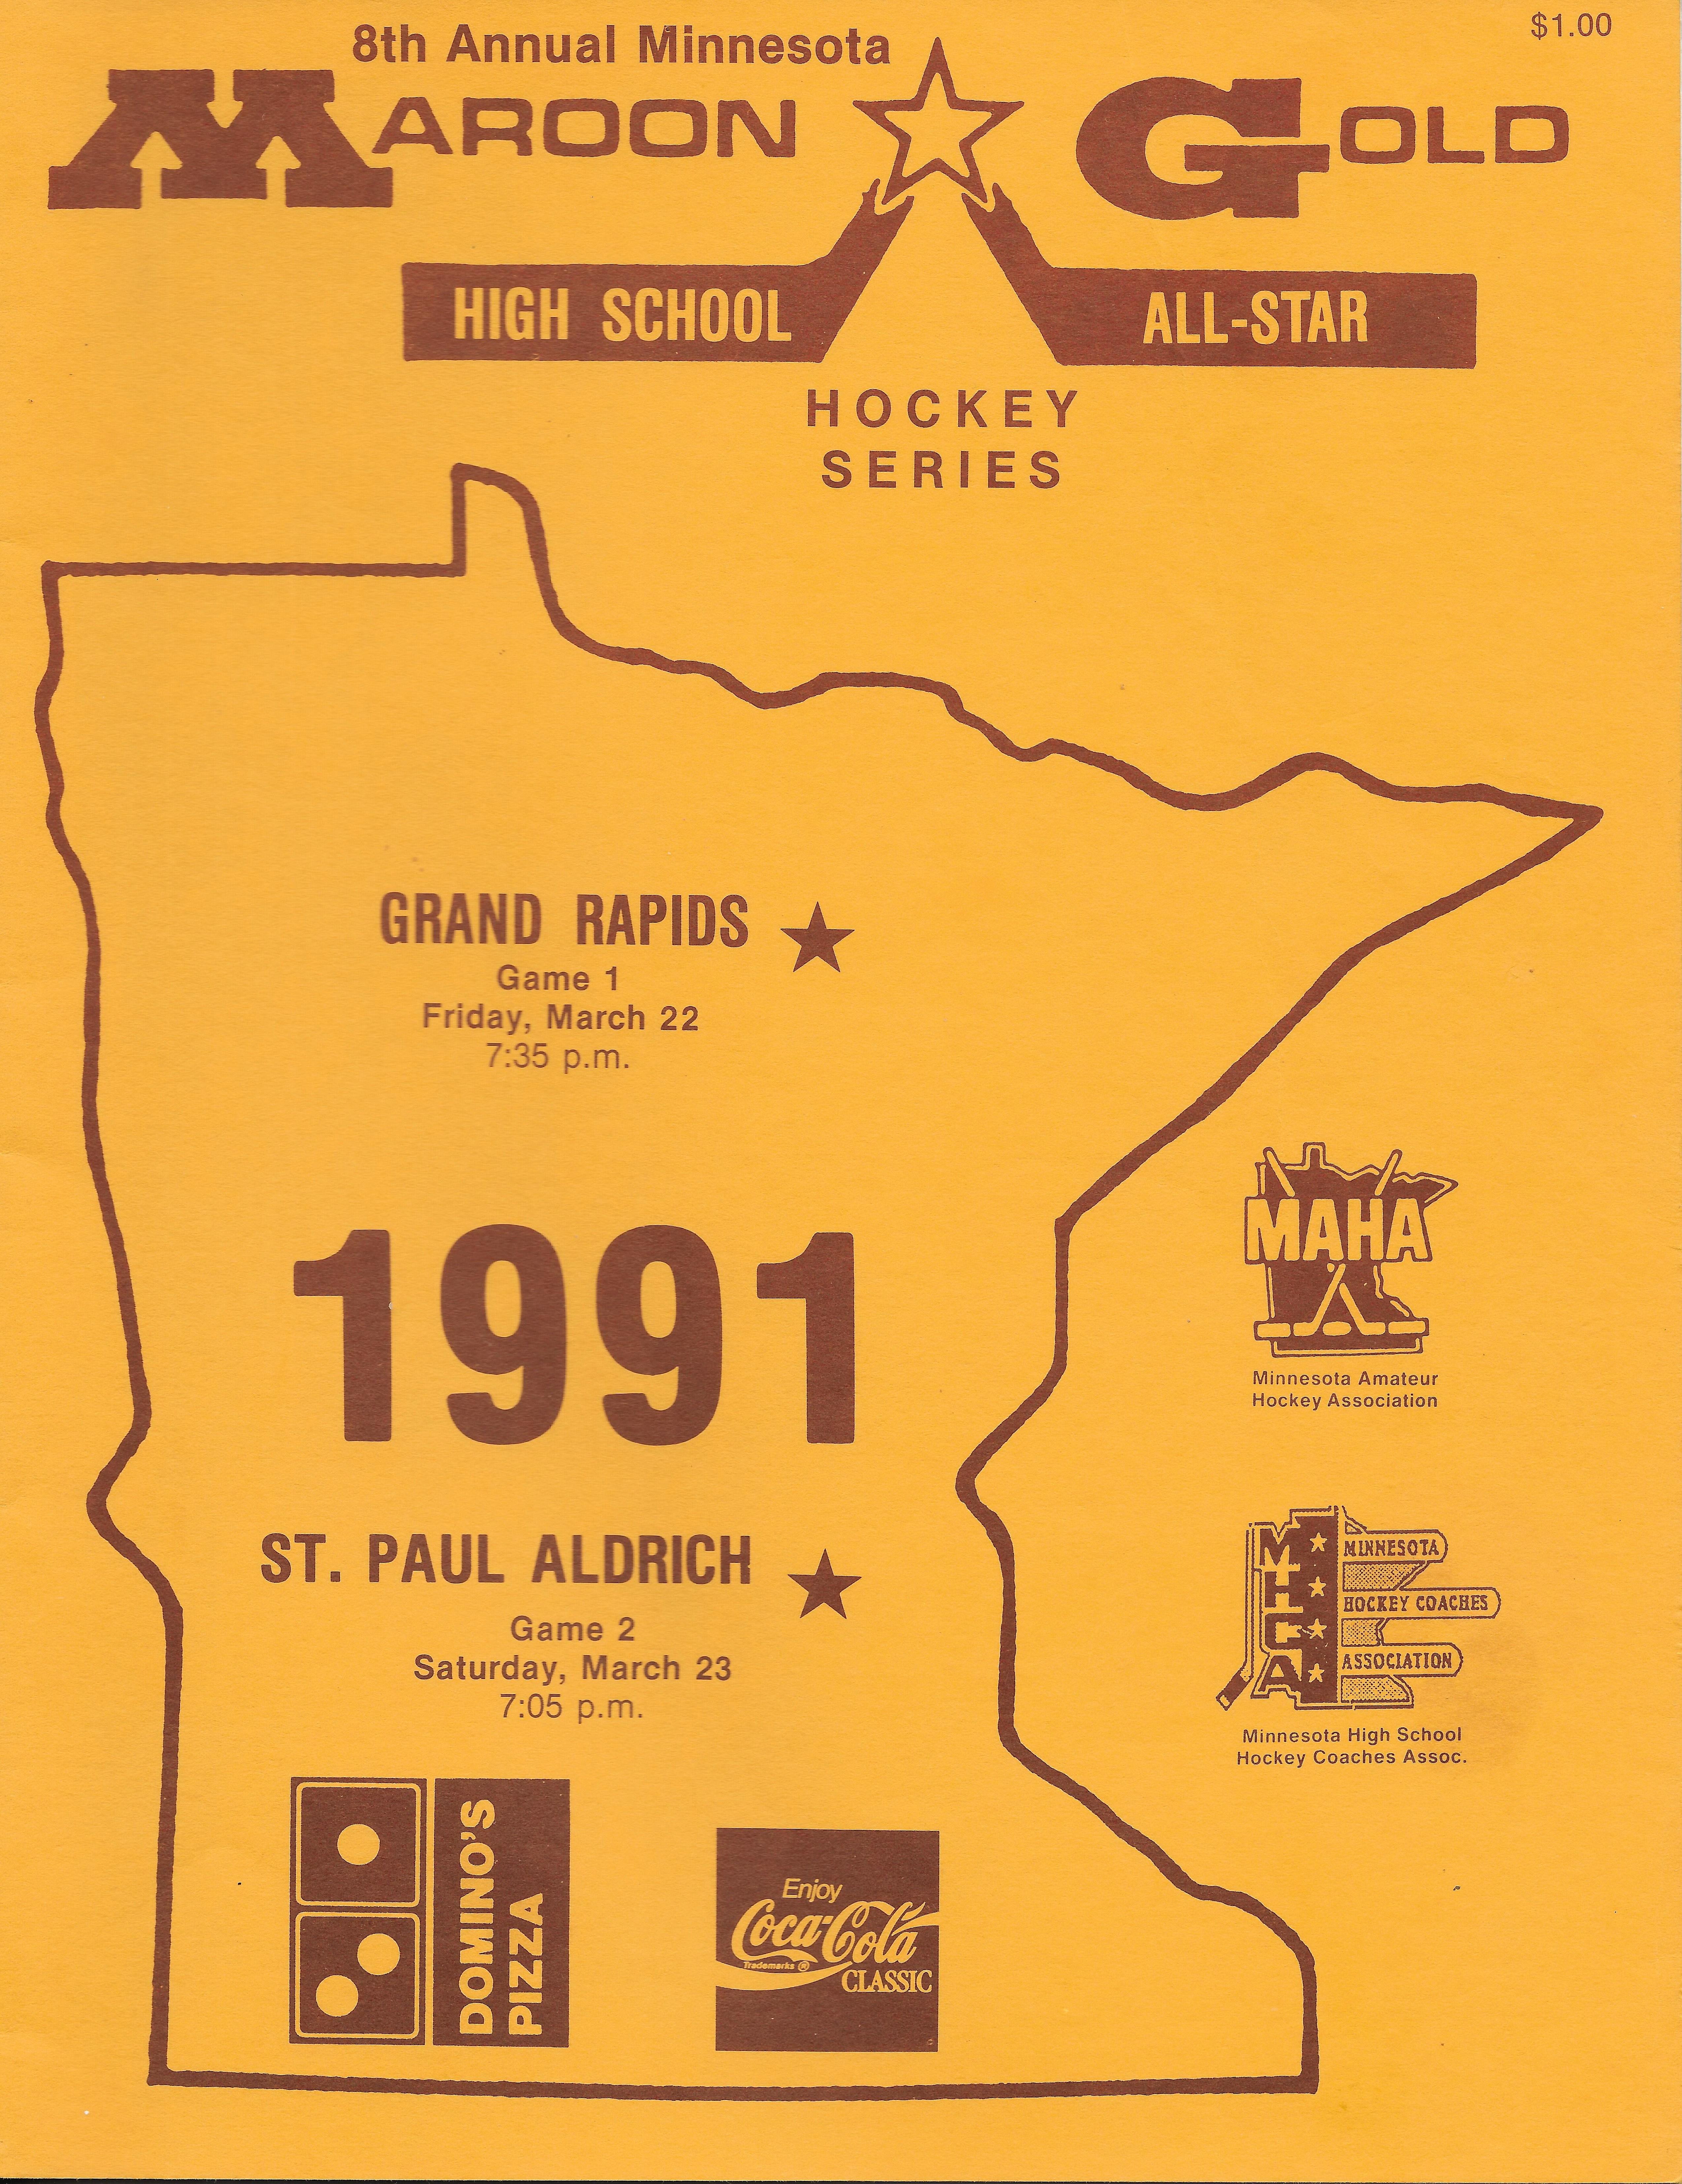 $1.00
8th Annual Minnesota
MAROON GOLD
HIGH SCHOOL ALL-STAR
HOCKEY
SERIES
GRAND RAPIDS
Game 1
Friday, March 22
7:35 p.m.
1991
MAHA
Minnesota Amateur
Hockey Association
ST. PAUL ALDRICH
Game 2
Saturday, March 23
7:05 p.m.
MHCA
MINNESOTA
HOCKEY COACHES
ASSOCIATION
Minnesota High School
Hockey Coaches Assoc.
DOMINO'S
PIZZA
Enjoy
Coca-Cola
Trademarks ®
CLASSIC